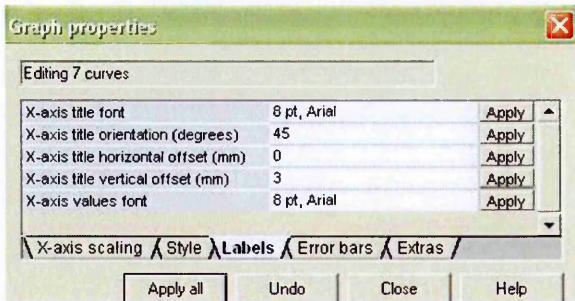 Graph properties
Editing 7 curves
X-axis title font 8 pt, Arial Apply
X-axis title orientation (degrees) 45 Apply
X-axis title horizontal offset (mm) 0 Apply
X-axis title vertical offset (mm) 3 Apply
X-axis values font 8 pt, Arial Apply
X-axis scaling Style Labels Error bars Extras
Apply all Undo Close Help